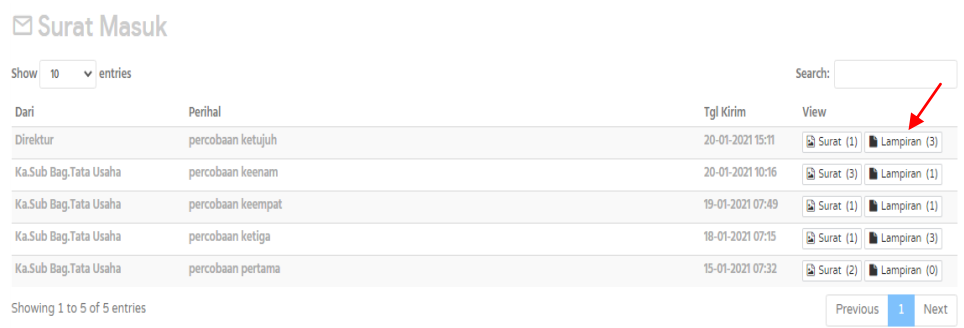 Surat Masuk
Show 10 entries Search:
Dari Perihal Tgl Kirim View
Direktur percobaan ketujuh 20-01-2021 15:11 Surat (1) Lampiran (3)
Ka.Sub Bag.Tata Usaha percobaan keenam 20-01-2021 10:16 Surat (3) Lampiran (1)
Ka.Sub Bag.Tata Usaha percobaan keempat 19-01-2021 07:49 Surat (1) Lampiran (1)
Ka.Sub Bag.Tata Usaha percobaan ketiga 18-01-2021 07:15 Surat (1) Lampiran (3)
Ka.Sub Bag.Tata Usaha percobaan pertama 15-01-2021 07:32 Surat (2) Lampiran (0)
Showing 1 to 5 of 5 entries Previous 1 Next